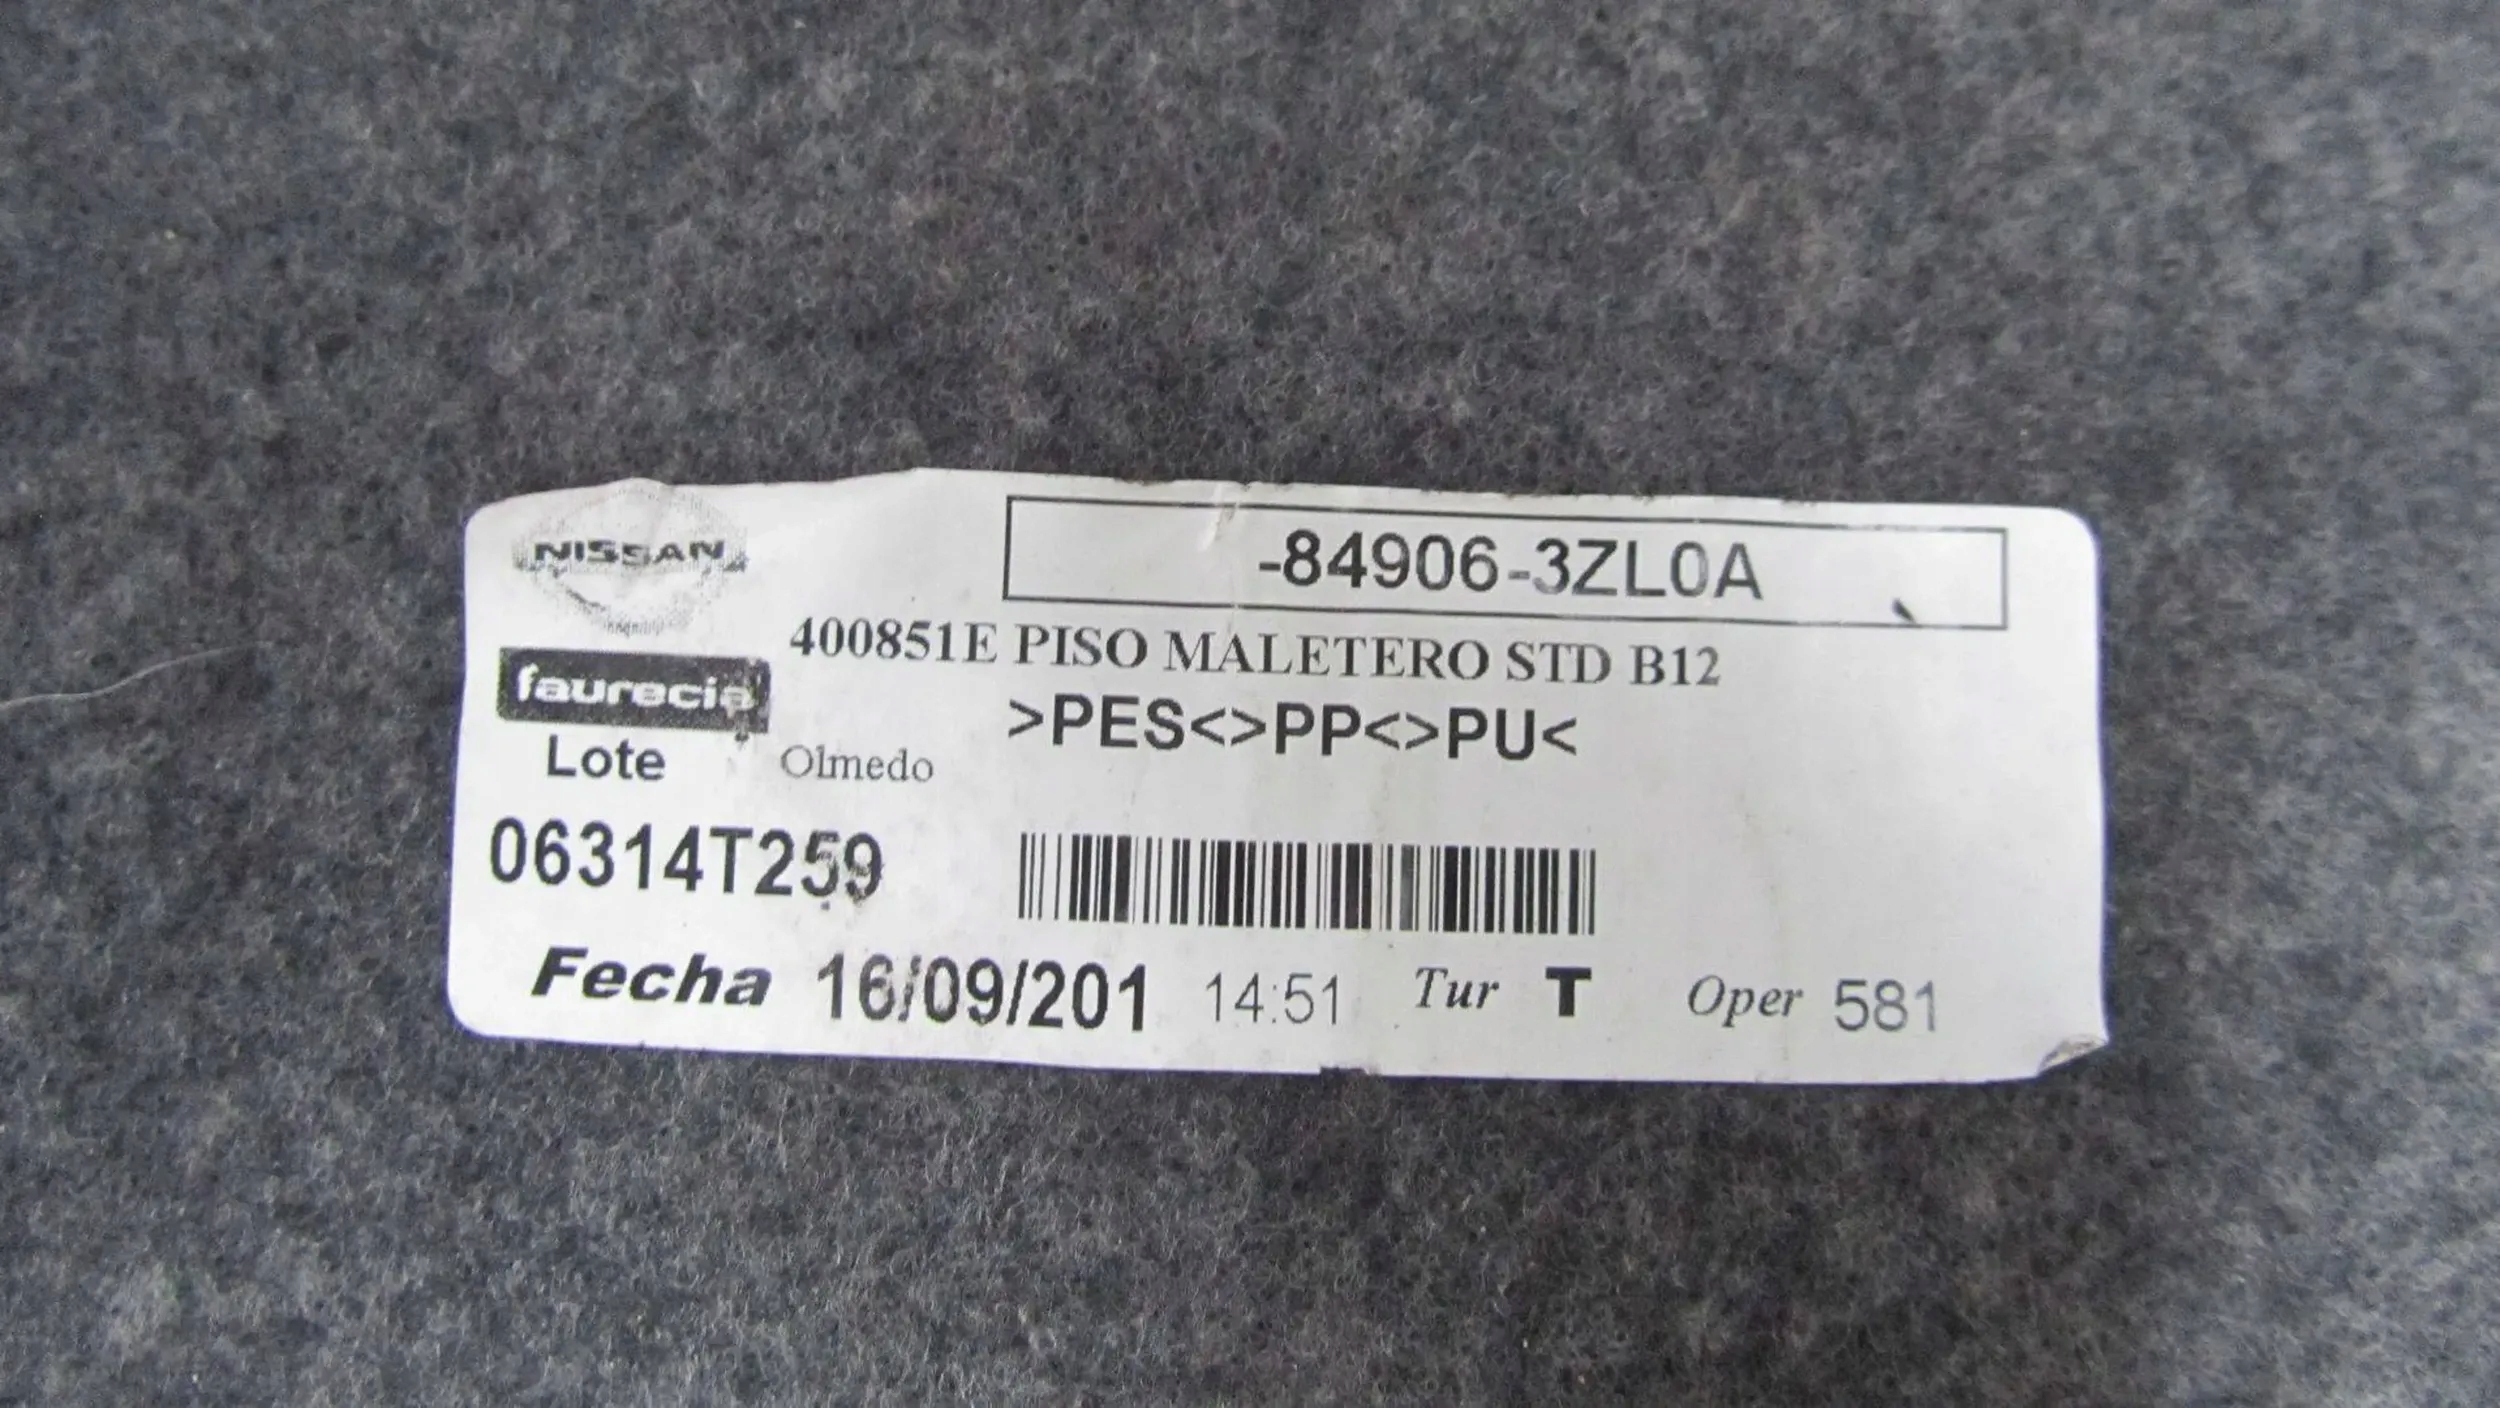 NISSAN
-84906-3ZL0A
400851E PISO MALETERO STD B12
faurecia
>PES<>PP<>PU<
Lote Olmedo
06314T259
Fecha 16/09/201 14:51 Tur T Oper 581